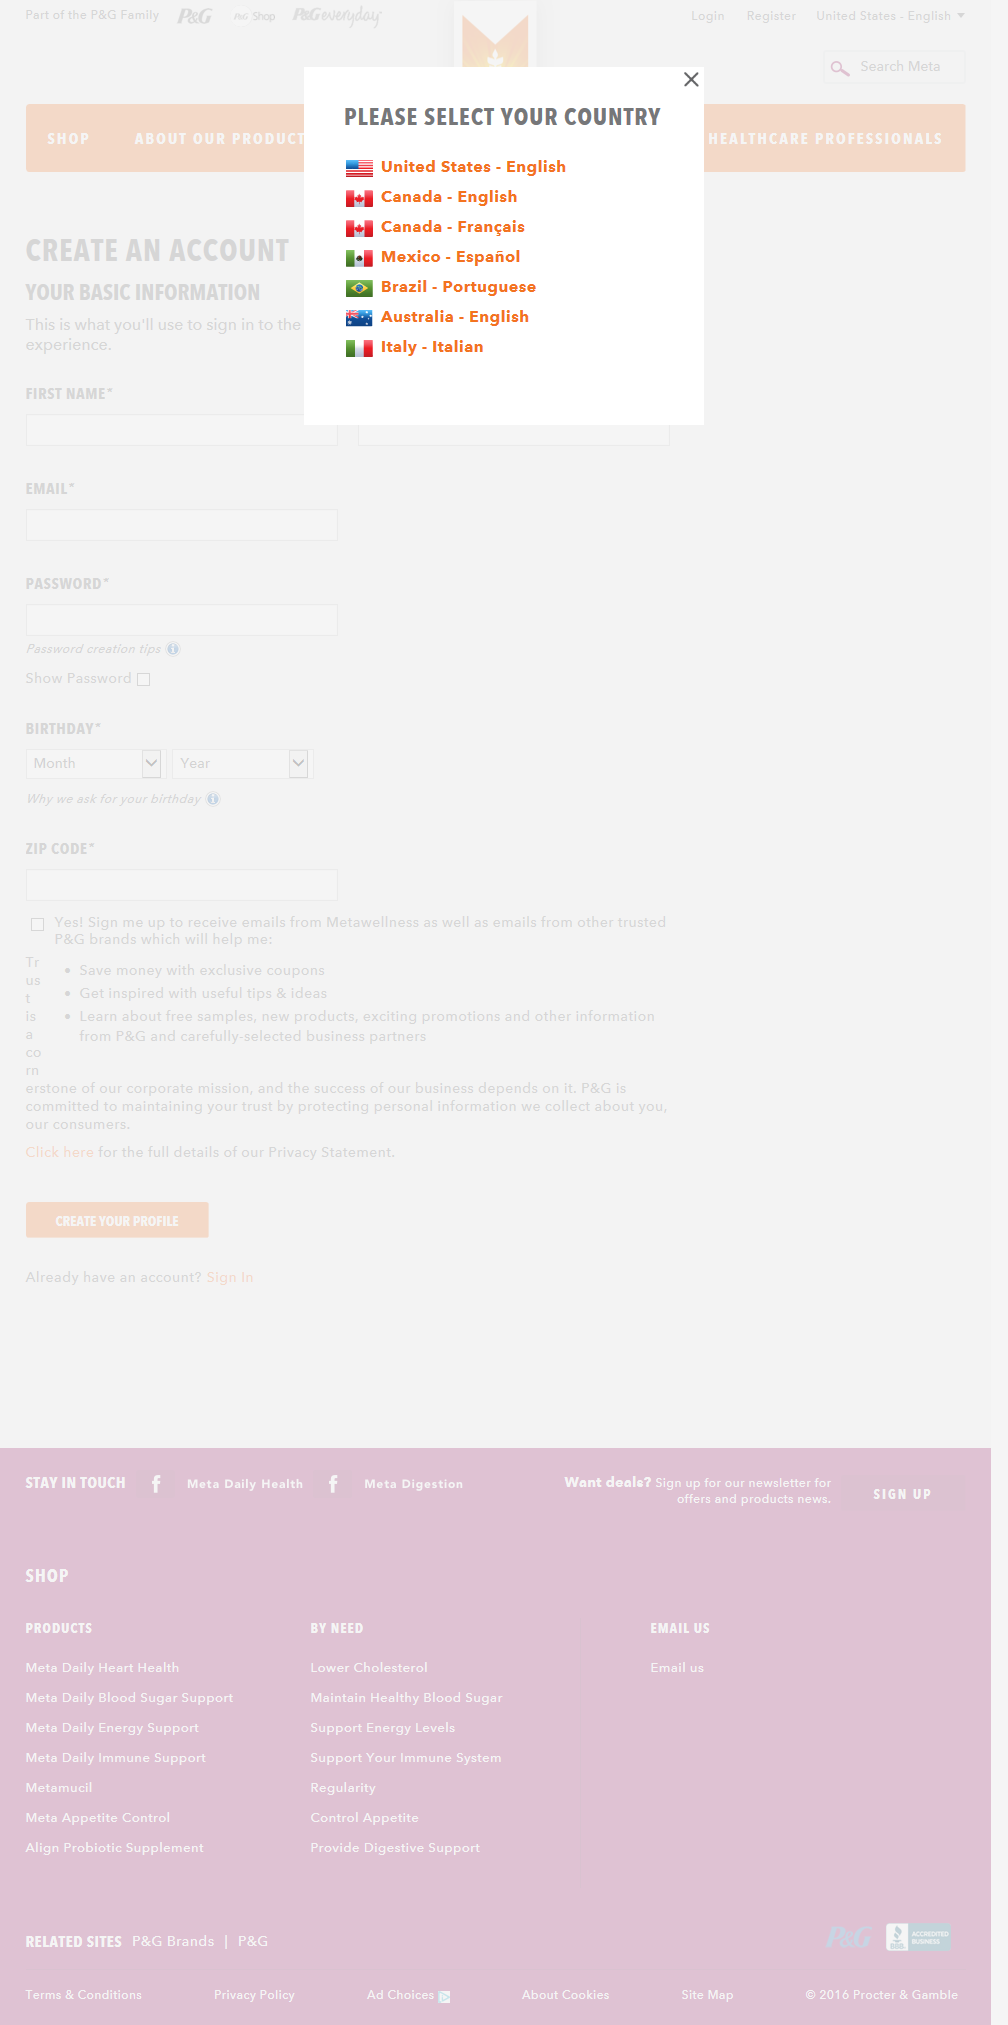 Part of the P&G Family P&G P&G Shop P&G everyday
Login Register United States - English
Search Meta
SHOP ABOUT OUR PRODUCT HEALTHCARE PROFESSIONALS
PLEASE SELECT YOUR COUNTRY
United States - English
Canada - English
Canada - Français
Mexico - Español
Brazil - Portuguese
Australia - English
Italy - Italian
CREATE AN ACCOUNT
YOUR BASIC INFORMATION
This is what you'll use to sign in to the
experience.
FIRST NAME*
EMAIL*
PASSWORD*
Password creation tips
Show Password
BIRTHDAY*
Month Year
Why we ask for your birthday
ZIP CODE*
Yes! Sign me up to receive emails from Metawellness as well as emails from other trusted
P&G brands which will help me:
• Save money with exclusive coupons
• Get inspired with useful tips & ideas
• Learn about free samples, new products, exciting promotions and other information
from P&G and carefully-selected business partners
Tr
us
t
is
a
co
rn
erstone of our corporate mission, and the success of our business depends on it. P&G is
committed to maintaining your trust by protecting personal information we collect about you,
our consumers.
Click here for the full details of our Privacy Statement.
CREATE YOUR PROFILE
Already have an account? Sign In
STAY IN TOUCH f Meta Daily Health f Meta Digestion
Want deals? Sign up for our newsletter for
offers and products news.
SIGN UP
SHOP
PRODUCTS
Meta Daily Heart Health
Meta Daily Blood Sugar Support
Meta Daily Energy Support
Meta Daily Immune Support
Metamucil
Meta Appetite Control
Align Probiotic Supplement
BY NEED
Lower Cholesterol
Maintain Healthy Blood Sugar
Support Energy Levels
Support Your Immune System
Regularity
Control Appetite
Provide Digestive Support
EMAIL US
Email us
RELATED SITES P&G Brands | P&G
P&G
BBB
ACCREDITED
BUSINESS
Terms & Conditions Privacy Policy Ad Choices About Cookies Site Map © 2016 Procter & Gamble